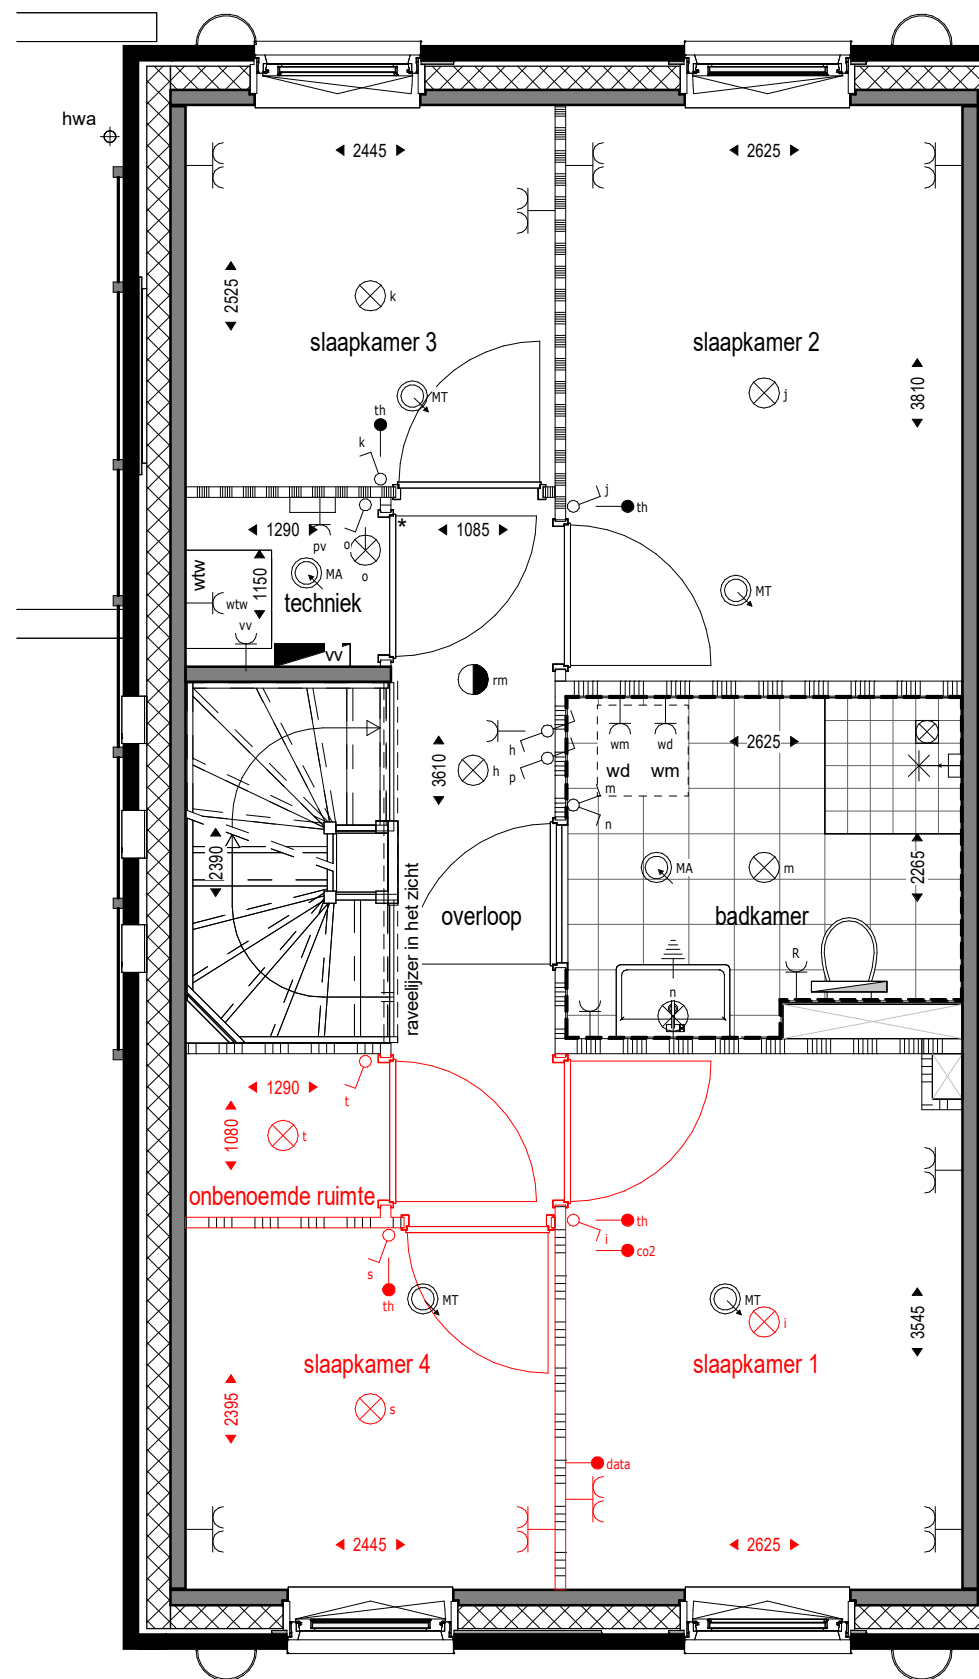 hwa
2445
2625
2525
k
slaapkamer 3
slaapkamer 2
3810
MT
j
th
k
j
th
1290
pv
o
o
*
1085
wtw
wtw
1150
MA
techniek
MT
vv
vv
rm
h
h
p
3610
wm
wd
wd
wm
2625
m
n
2390
raveelijzer in het zicht
overloop
MA
m
2265
badkamer
R
n
1290
t
1080
t
onbenoemde ruimte
s
th
th
i
co2
MT
MT
i
3545
slaapkamer 4
slaapkamer 1
2395
s
data
2445
2625